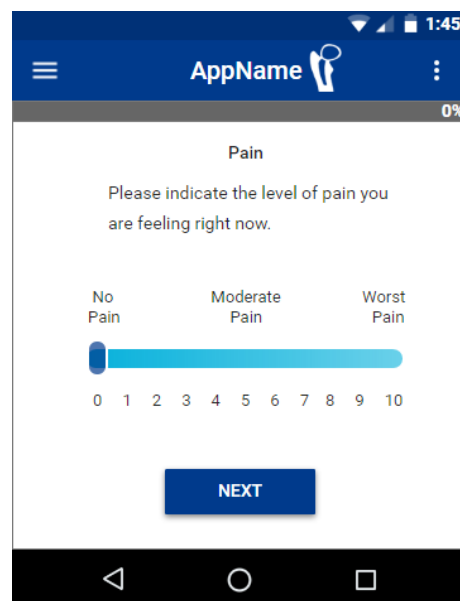 1:45
AppName
0%
Pain
Please indicate the level of pain you
are feeling right now.
No Moderate Worst
Pain Pain Pain
0 1 2 3 4 5 6 7 8 9 10
NEXT